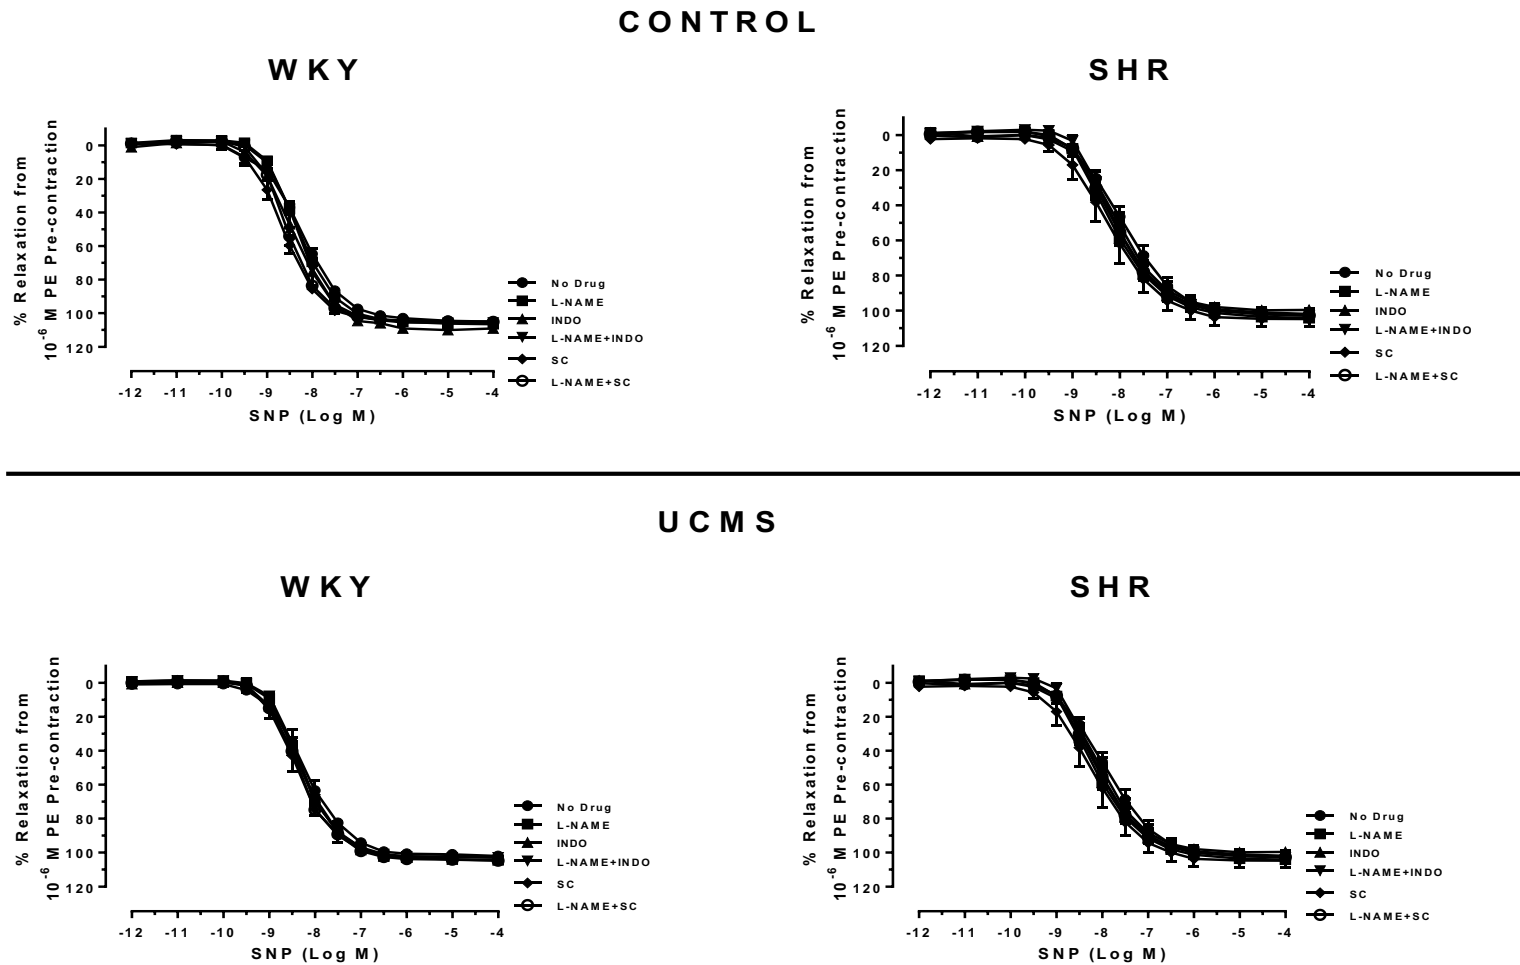 CONTROL
WKY
% Relaxation from
10-6 M PE Pre-contraction
0
20
40
60
80
100
120
-12 -11 -10 -9 -8 -7 -6 -5 -4
SNP (Log M)
No Drug
L-NAME
INDO
L-NAME+INDO
SC
L-NAME+SC
SHR
% Relaxation from
10-6 M PE Pre-contraction
0
20
40
60
80
100
120
-12 -11 -10 -9 -8 -7 -6 -5 -4
SNP (Log M)
No Drug
L-NAME
INDO
L-NAME+INDO
SC
L-NAME+SC
UCMS
WKY
% Relaxation from
10-6 M PE Pre-contraction
0
20
40
60
80
100
120
-12 -11 -10 -9 -8 -7 -6 -5 -4
SNP (Log M)
No Drug
L-NAME
INDO
L-NAME+INDO
SC
L-NAME+SC
SHR
% Relaxation from
10-6 M PE Pre-contraction
0
20
40
60
80
100
120
-12 -11 -10 -9 -8 -7 -6 -5 -4
SNP (Log M)
No Drug
L-NAME
INDO
L-NAME+INDO
SC
L-NAME+SC